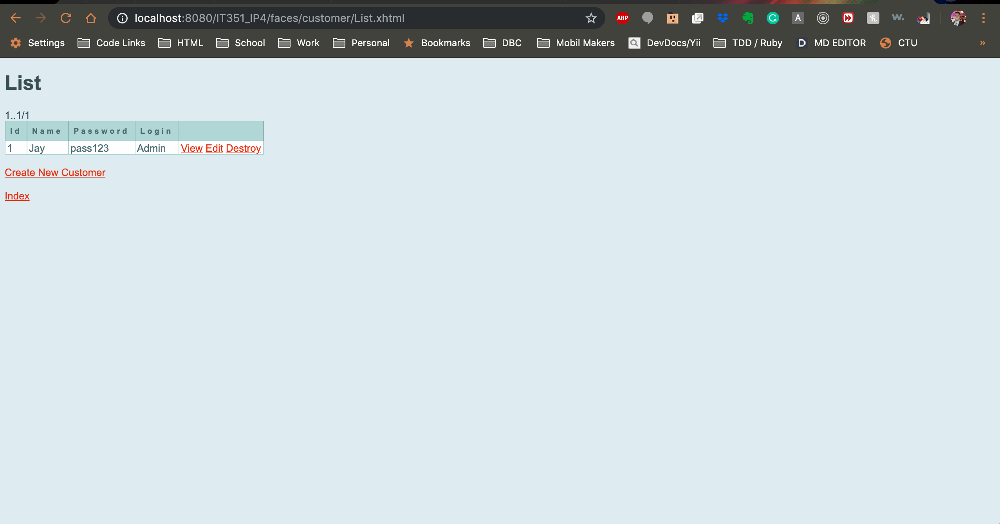 localhost:8080/IT351_IP4/faces/customer/List.xhtml
ABP
G
A
h
w.
Settings Code Links HTML School Work Personal Bookmarks DBC Mobil Makers DevDocs/Yii TDD / Ruby D MD EDITOR CTU »
List
1..1/1
Id Name Password Login
1 Jay pass123 Admin View Edit Destroy
Create New Customer
Index